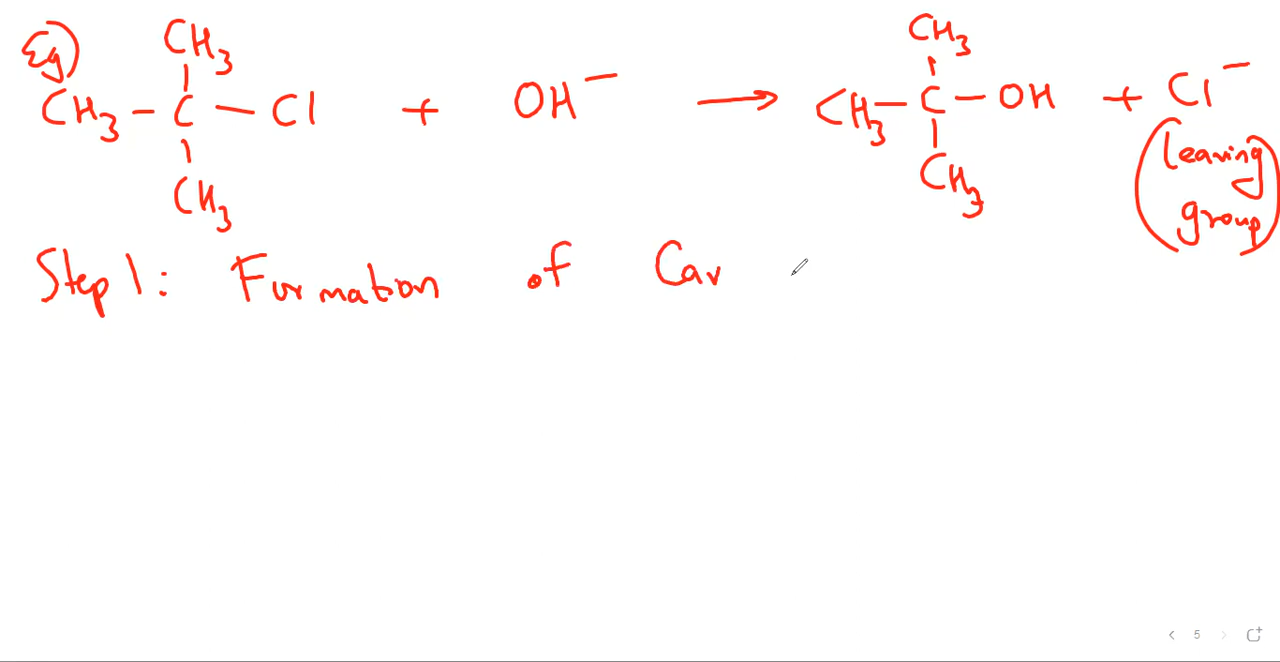 Eg)
CH3 CH3
CH3 - C - Cl + OH⁻ → CH3 - C - OH + Cl⁻
CH3 CH3 (leaving group)
Step 1: Formation of Car
5